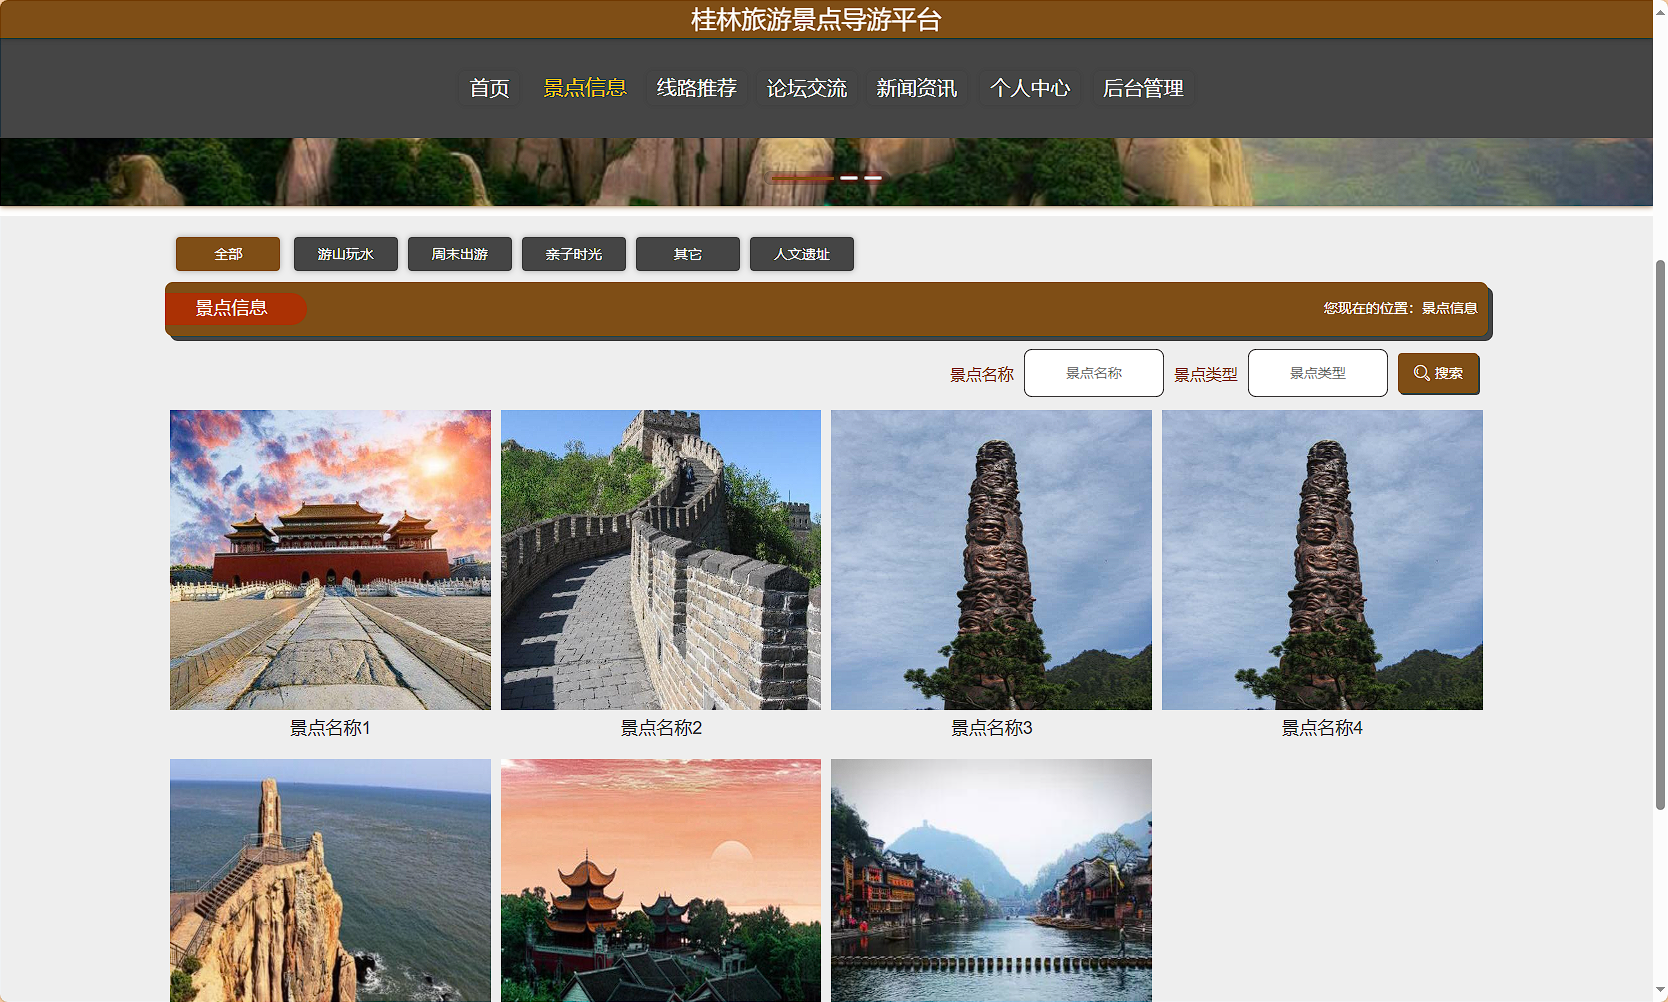 桂林旅游景点导游平台
首页 景点信息 线路推荐 论坛交流 新闻资讯 个人中心 后台管理
全部 游山玩水 周末出游 亲子时光 其它 人文遗址
景点信息 您现在的位置：景点信息
景点名称 景点名称 景点类型 景点类型 搜索
景点名称1 景点名称2 景点名称3 景点名称4